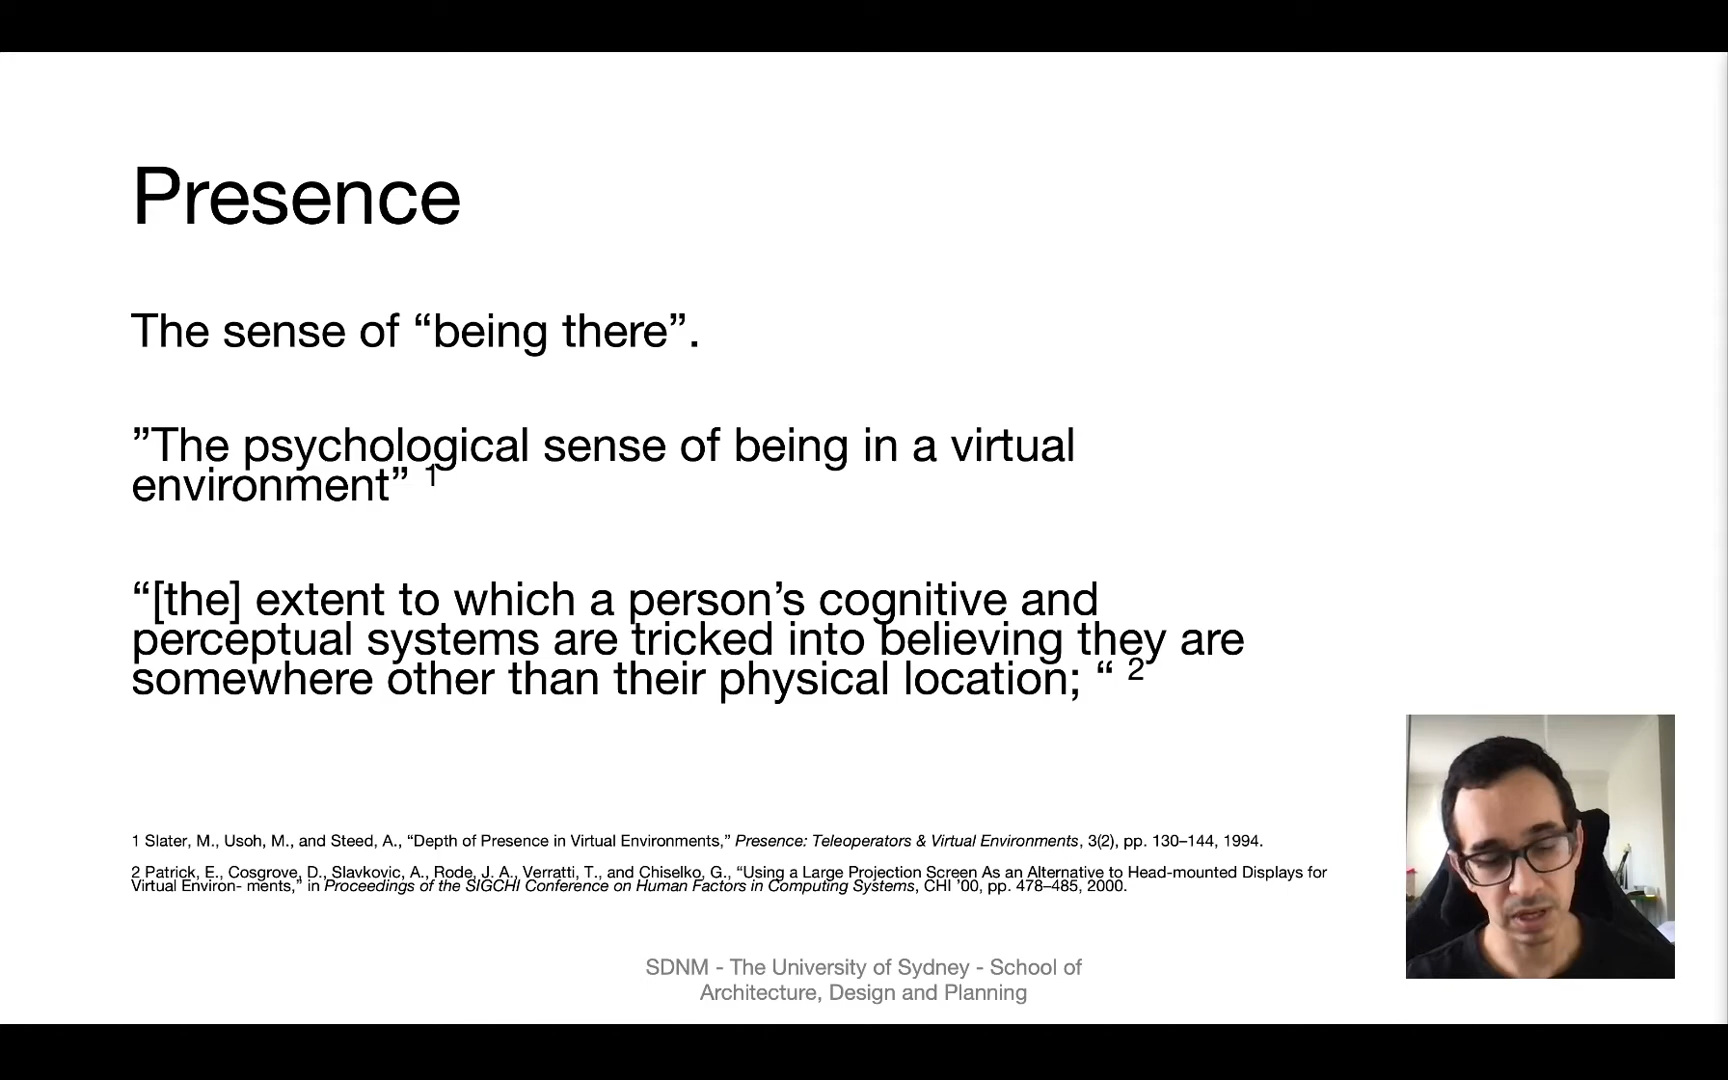 Presence
The sense of “being there”.
”The psychological sense of being in a virtual
environment” 1
“[the] extent to which a person’s cognitive and
perceptual systems are tricked into believing they are
somewhere other than their physical location; “ 2
1 Slater, M., Usoh, M., and Steed, A., “Depth of Presence in Virtual Environments,” Presence: Teleoperators & Virtual Environments, 3(2), pp. 130–144, 1994.
2 Patrick, E., Cosgrove, D., Slavkovic, A., Rode, J. A., Verratti, T., and Chiselko, G., “Using a Large Projection Screen As an Alternative to Head-mounted Displays for
Virtual Environ- ments,” in Proceedings of the SIGCHI Conference on Human Factors in Computing Systems, CHI ’00, pp. 478–485, 2000.
SDNM - The University of Sydney - School of
Architecture, Design and Planning